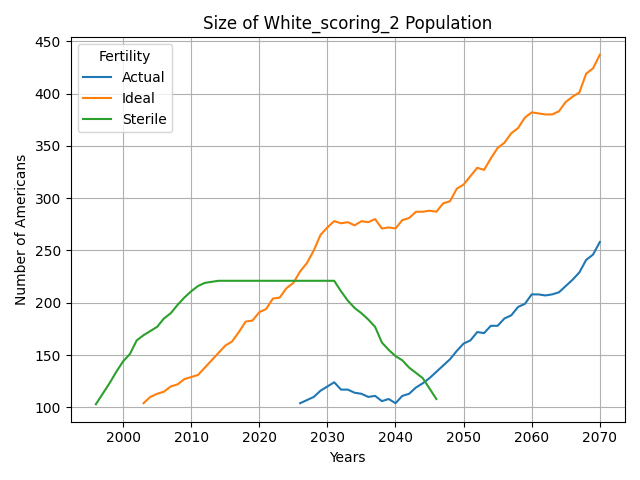 Size of White_scoring_2 Population
Fertility
Actual
Ideal
Sterile
Number of Americans
450
400
350
300
250
200
150
100
2000 2010 2020 2030 2040 2050 2060 2070
Years